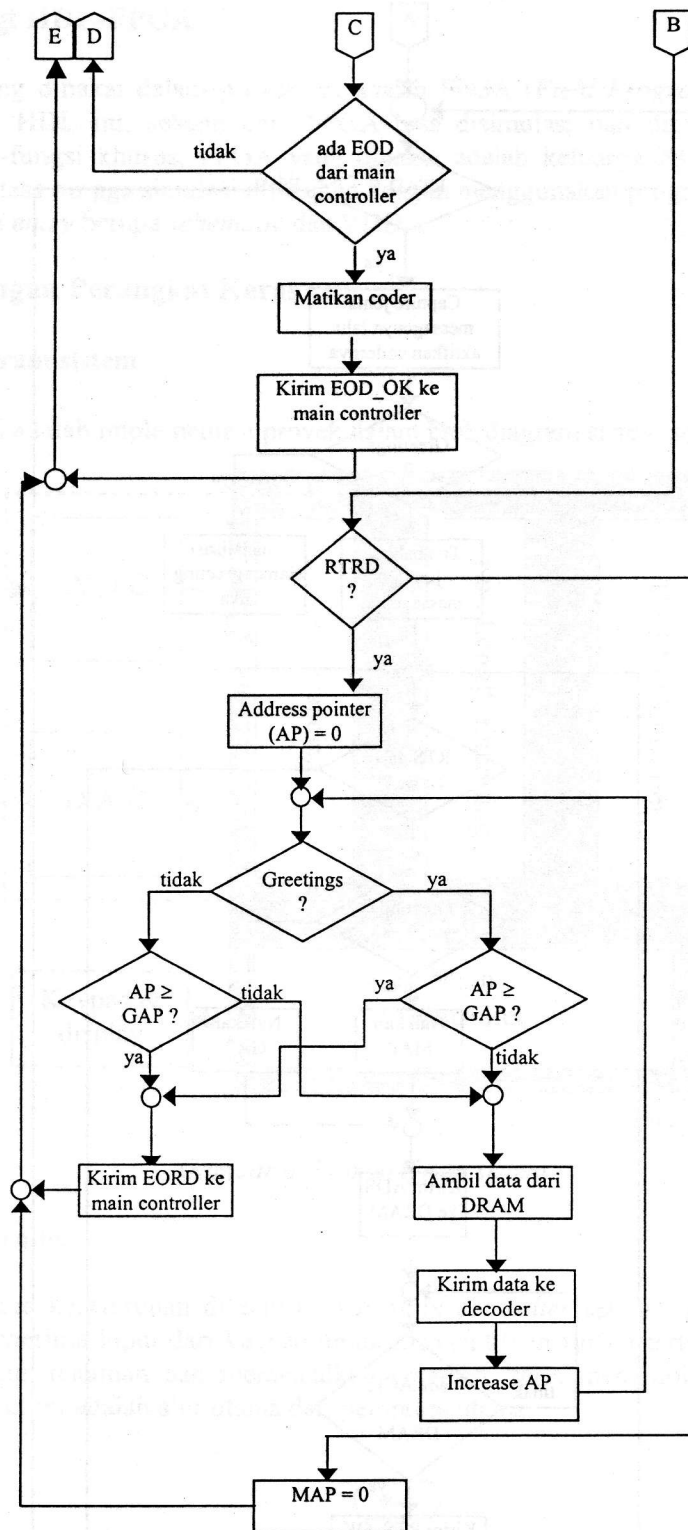 E
D
C
B
ada EOD
dari main
controller
tidak
ya
Matikan coder
Kirim EOD_OK ke
main controller
RTRD
?
ya
Address pointer
(AP) = 0
Greetings
?
tidak
ya
AP ≥
GAP ?
tidak
ya
ya
AP ≥
GAP ?
tidak
Kirim EORD ke
main controller
Ambil data dari
DRAM
Kirim data ke
decoder
Increase AP
MAP = 0